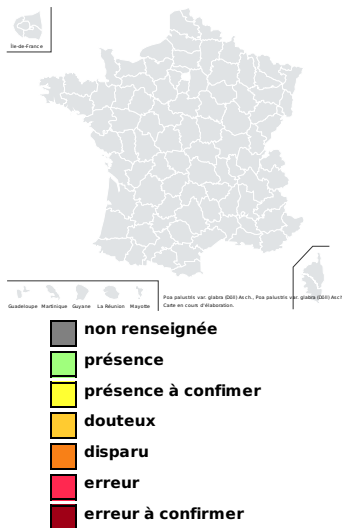 Île-de-France
Guadeloupe Martinique Guyane La Réunion Mayotte
Poa palustris var. glabra (Döll) Asch., Poa palustris var. glabra (Döll) Asch
Carte en cours d'élaboration.
non renseignée
présence
présence à confimer
douteux
disparu
erreur
erreur à confirmer